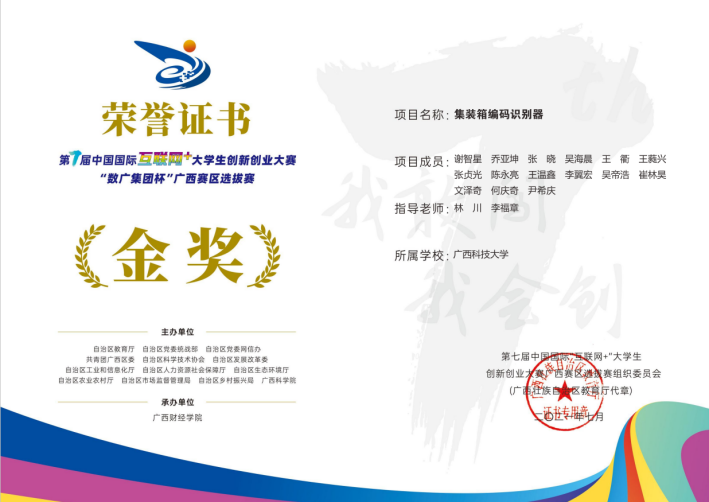 荣誉证书
第7届中国国际互联网+大学生创新创业大赛
“数广集团杯”广西赛区选拔赛
金奖
主办单位
自治区教育厅 自治区党委统战部 自治区党委网信办
共青团广西区委 自治区科学技术协会 自治区发展改革委
自治区工业和信息化厅 自治区人力资源社会保障厅 自治区生态环境厅
自治区农业农村厅 自治区市场监督管理局 自治区乡村振兴局 广西科学院
承办单位
广西财经学院
项目名称: 集装箱编码识别器
项目成员: 谢智星 乔亚坤 张 晓 吴海晨 王 衢 王蕤兴
张贞光 陈永亮 王温鑫 李冀宏 吴帝浩 崔林昊
文泽奇 何庆奇 尹希庆
指导老师: 林 川 李福章
所属学校: 广西科技大学
我敢闯
我会创
第七届中国国际“互联网+”大学生
创新创业大赛广西赛区选拔赛组织委员会
(广西壮族自治区教育厅代章)
二〇二一年七月
证书专用章